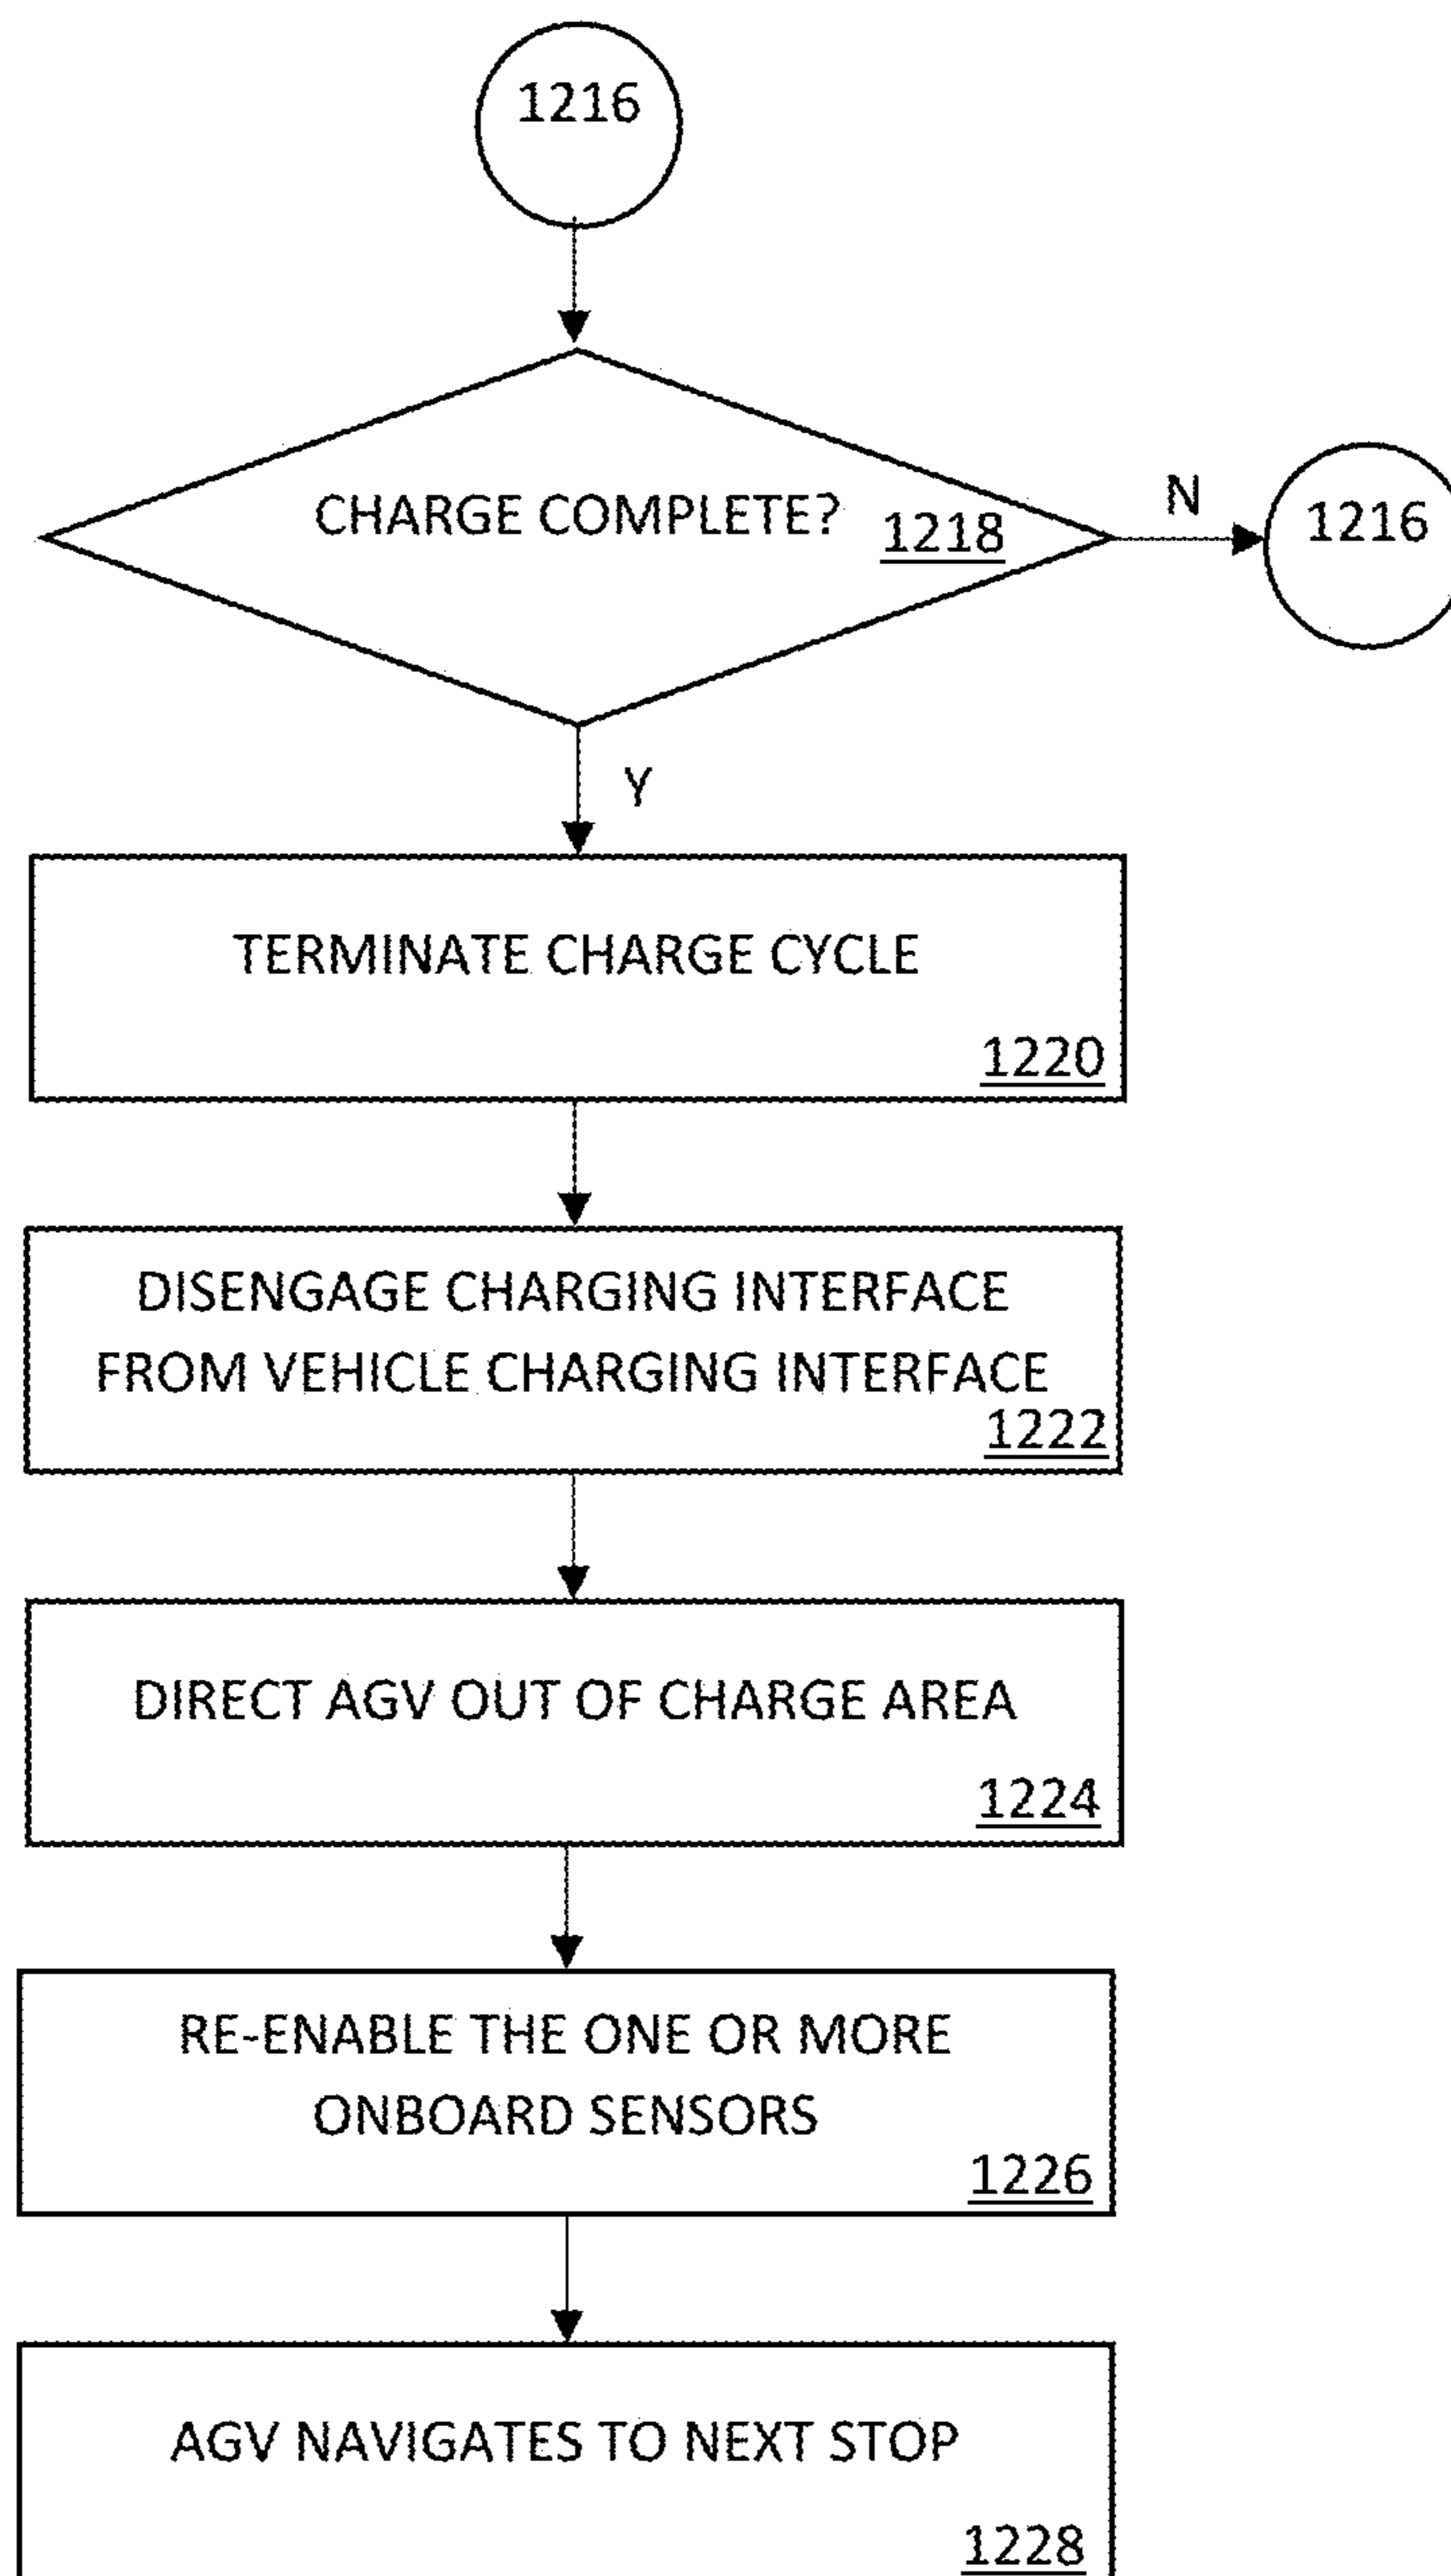 1216
CHARGE COMPLETE?
1218
N
1216
Y
TERMINATE CHARGE CYCLE
1220
DISENGAGE CHARGING INTERFACE
FROM VEHICLE CHARGING INTERFACE
1222
DIRECT AGV OUT OF CHARGE AREA
1224
RE-ENABLE THE ONE OR MORE
ONBOARD SENSORS
1226
AGV NAVIGATES TO NEXT STOP
1228